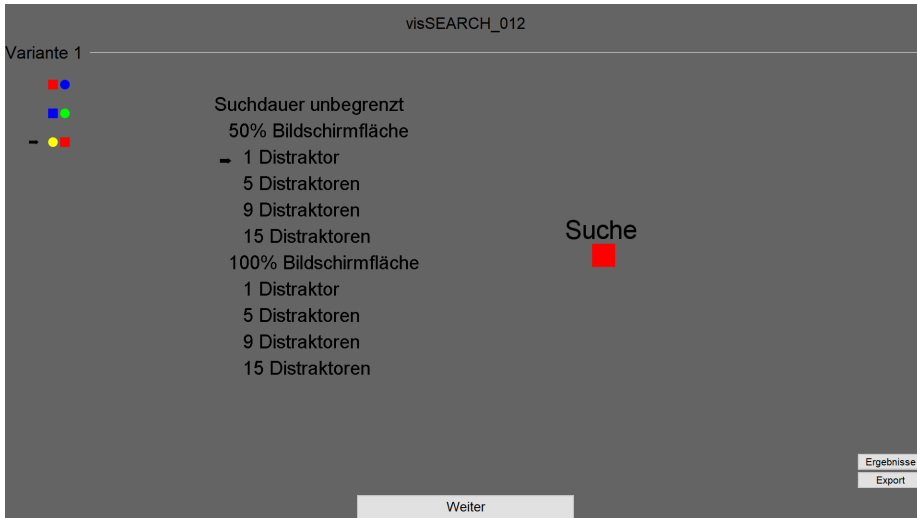 visSEARCH_012
Variante 1
Suchdauer unbegrenzt
50% Bildschirmfläche
1 Distraktor
5 Distraktoren
9 Distraktoren
15 Distraktoren
100% Bildschirmfläche
1 Distraktor
5 Distraktoren
9 Distraktoren
15 Distraktoren
Suche
Ergebnisse
Export
Weiter